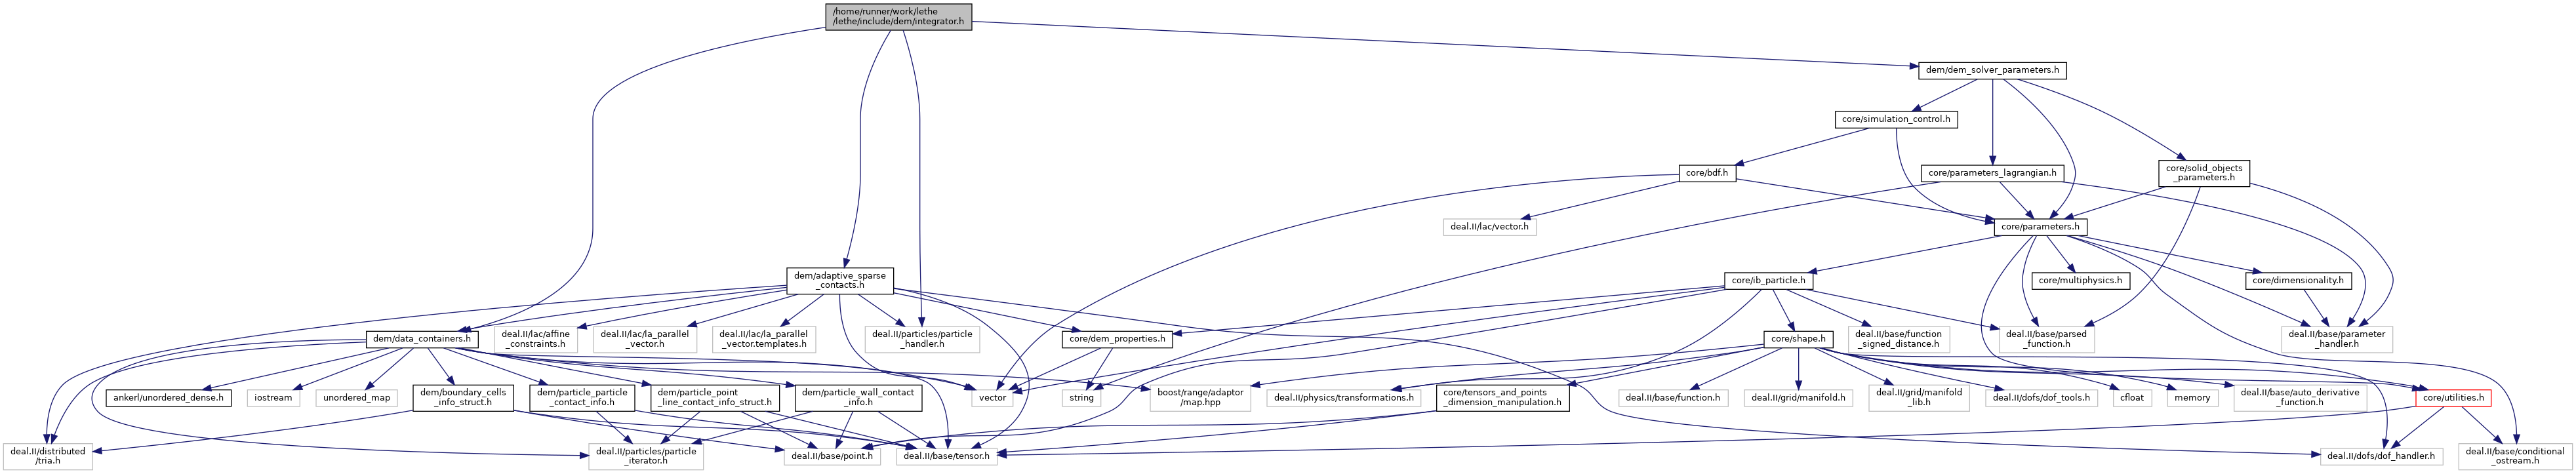 /home/runner/work/lethe
/lethe/include/dem/integrator.h
dem/dem_solver_parameters.h
core/simulation_control.h
core/bdf.h
core/parameters_lagrangian.h
core/solid_objects
_parameters.h
deal.II/lac/vector.h
core/parameters.h
dem/adaptive_sparse
_contacts.h
core/ib_particle.h
core/multiphysics.h
core/dimensionality.h
dem/data_containers.h
deal.II/lac/affine
_constraints.h
deal.II/lac/la_parallel
_vector.h
deal.II/lac/la_parallel
_vector.templates.h
deal.II/particles/particle
_handler.h
core/dem_properties.h
core/shape.h
deal.II/base/function
_signed_distance.h
deal.II/base/parsed
_function.h
deal.II/base/parameter
_handler.h
ankerl/unordered_dense.h
iostream
unordered_map
dem/boundary_cells
_info_struct.h
dem/particle_particle
_contact_info.h
dem/particle_point
_line_contact_info_struct.h
dem/particle_wall_contact
_info.h
vector
string
boost/range/adaptor
/map.hpp
deal.II/physics/transformations.h
core/tensors_and_points
_dimension_manipulation.h
deal.II/base/function.h
deal.II/grid/manifold.h
deal.II/grid/manifold
_lib.h
deal.II/dofs/dof_tools.h
cfloat
memory
deal.II/base/auto_derivative
_function.h
core/utilities.h
deal.II/distributed
/tria.h
deal.II/particles/particle
_iterator.h
deal.II/base/point.h
deal.II/base/tensor.h
deal.II/dofs/dof_handler.h
deal.II/base/conditional
_ostream.h